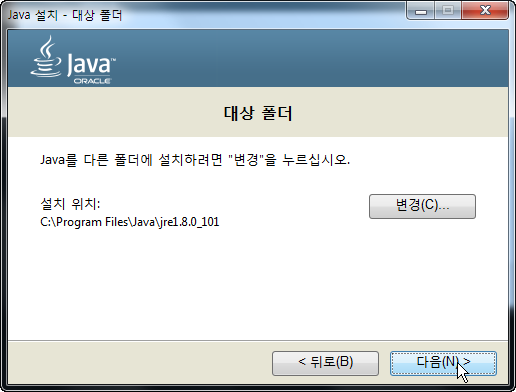 Java 설치 - 대상 폴더
Java™
ORACLE
대상 폴더
Java를 다른 폴더에 설치하려면 "변경"을 누르십시오.
설치 위치:
변경(C)...
C:\Program Files\Java\jre1.8.0_101
< 뒤로(B)
다음(N) >